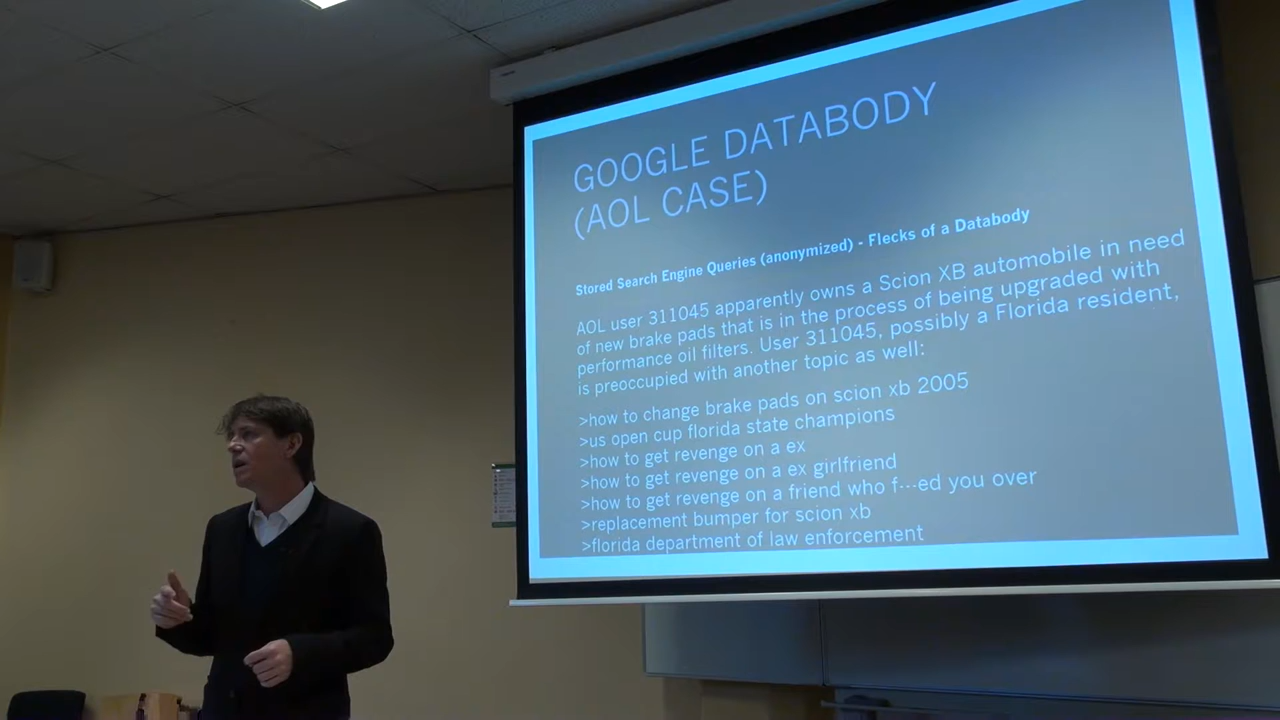 GOOGLE DATABODY
(AOL CASE)
Stored Search Engine Queries (anonymized) - Flecks of a Databody
AOL user 311045 apparently owns a Scion XB automobile in need
of new brake pads that is in the process of being upgraded with
performance oil filters. User 311045, possibly a Florida resident,
is preoccupied with another topic as well:
>how to change brake pads on scion xb 2005
>us open cup florida state champions
>how to get revenge on a ex
>how to get revenge on a ex girlfriend
>how to get revenge on a friend who f---ed you over
>replacement bumper for scion xb
>florida department of law enforcement